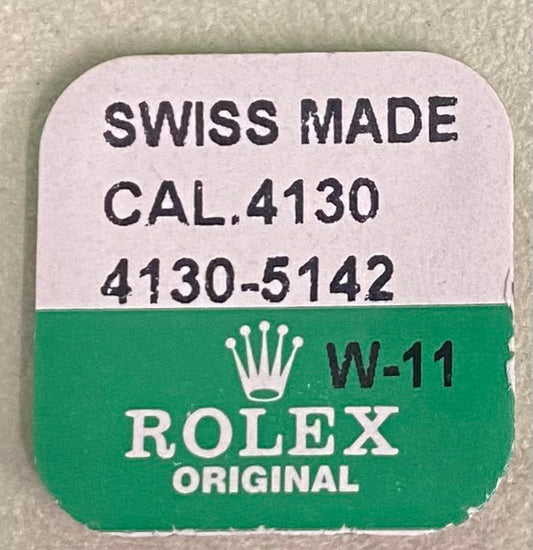 SWISS MADE
CAL.4130
4130-5142
W-11
ROLEX
ORIGINAL